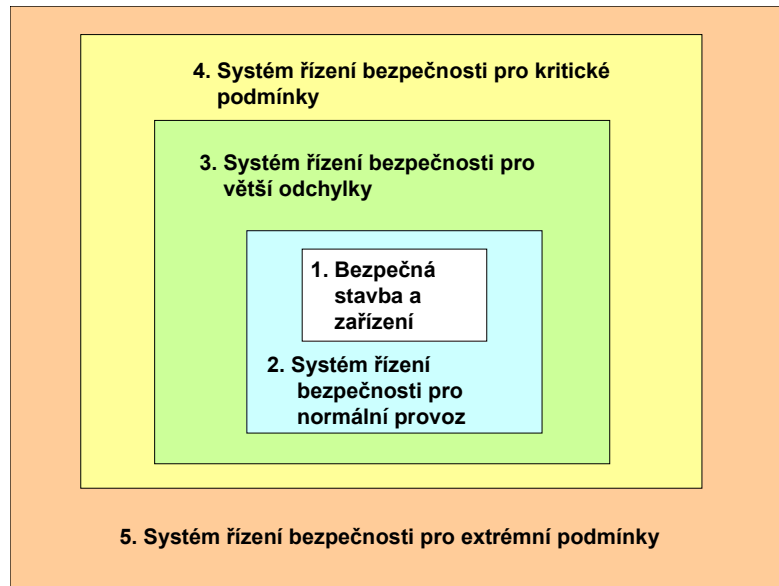 4. Systém řízení bezpečnosti pro kritické
podmínky
3. Systém řízení bezpečnosti pro
větší odchylky
1. Bezpečná
stavba a
zařízení
2. Systém řízení
bezpečnosti pro
normální provoz
5. Systém řízení bezpečnosti pro extrémní podmínky